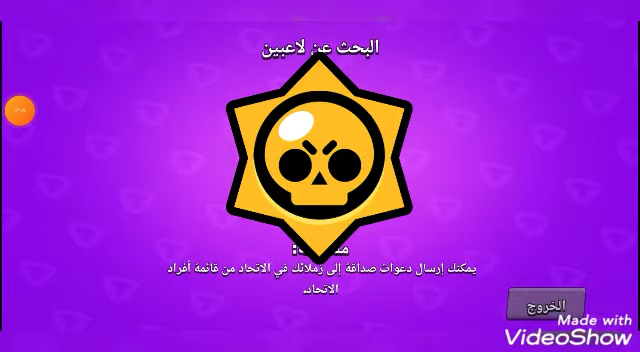 البحث عن لاعبين
يمكنك إرسال دعوات صداقة إلى زملائك في الاتحاد من قائمة أفراد
الاتحاد.
الخروج
Made with
VideoShow